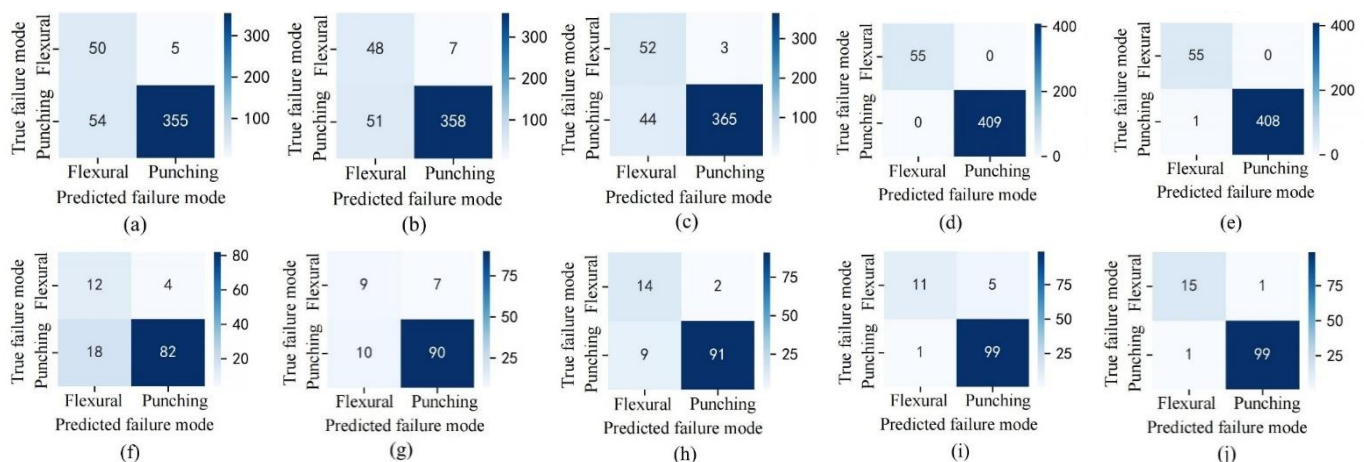 True failure mode
Punching Flexural
50 5
54 355
300
200
100
Flexural Punching
Predicted failure mode
(a)
True failure mode
Punching Flexural
48 7
51 358
300
200
100
Flexural Punching
Predicted failure mode
(b)
True failure mode
Punching Flexural
52 3
44 365
300
200
100
Flexural Punching
Predicted failure mode
(c)
True failure mode
Punching Flexural
55 0
0 409
400
200
0
Flexural Punching
Predicted failure mode
(d)
True failure mode
Punching Flexural
55 0
1 408
400
200
0
Flexural Punching
Predicted failure mode
(e)
True failure mode
Punching Flexural
12 4
18 82
80
60
40
20
Flexural Punching
Predicted failure mode
(f)
True failure mode
Punching Flexural
9 7
10 90
75
50
25
Flexural Punching
Predicted failure mode
(g)
True failure mode
Punching Flexural
14 2
9 91
75
50
25
Flexural Punching
Predicted failure mode
(h)
True failure mode
Punching Flexural
11 5
1 99
75
50
25
Flexural Punching
Predicted failure mode
(i)
True failure mode
Punching Flexural
15 1
1 99
75
50
25
Flexural Punching
Predicted failure mode
(j)